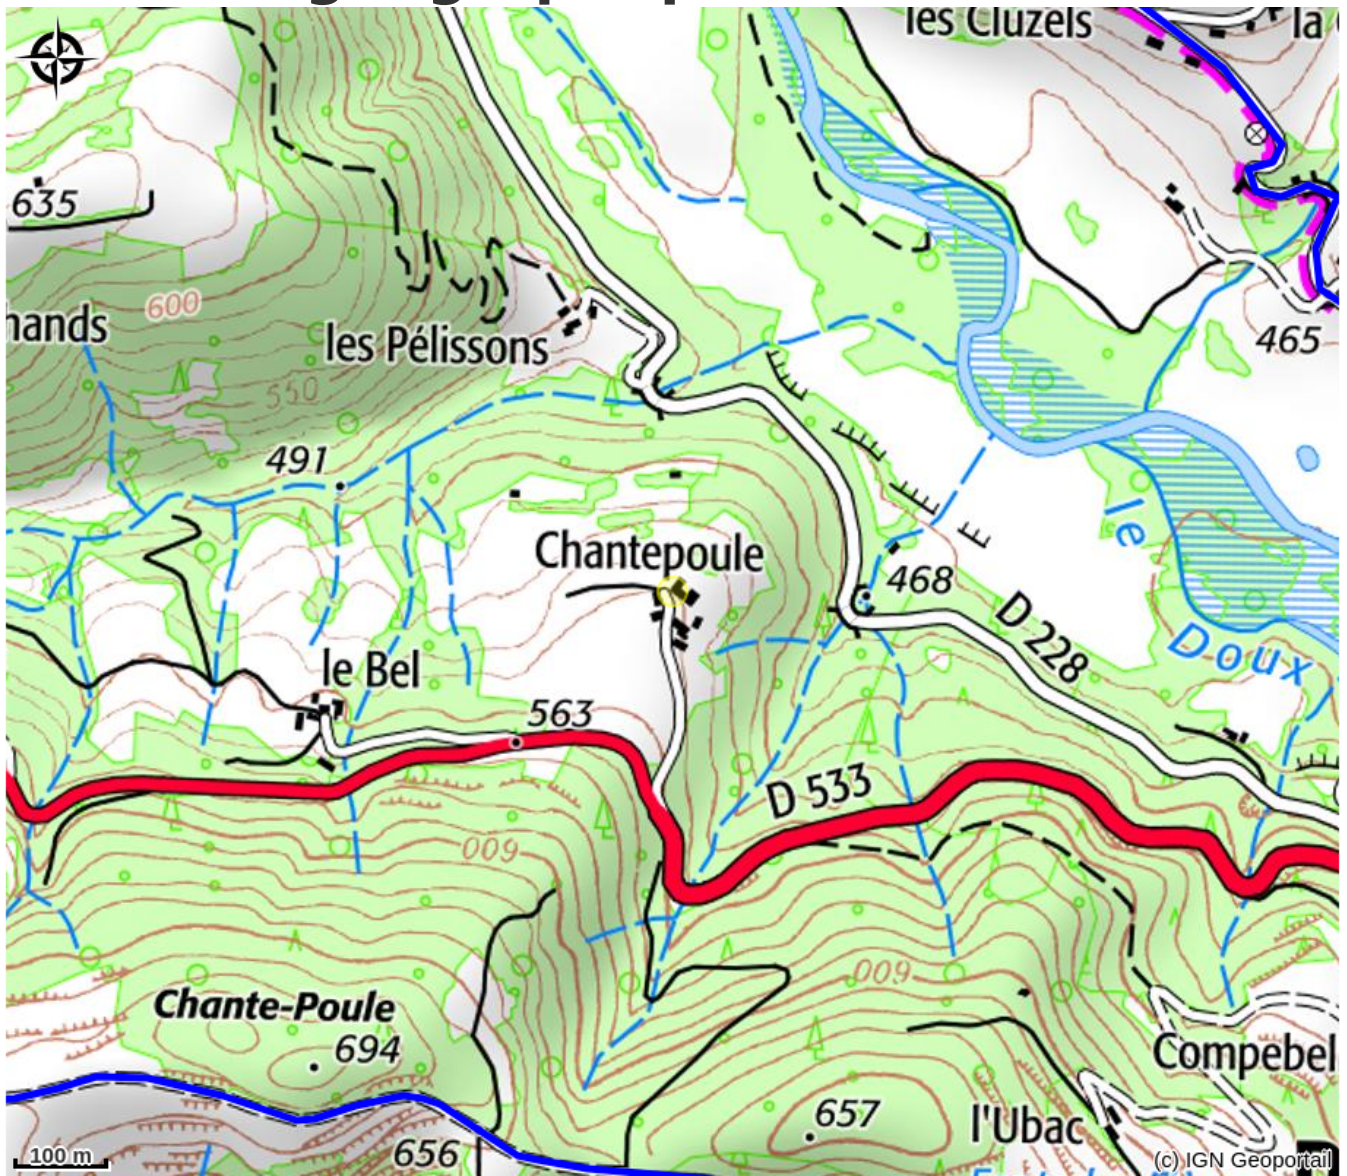 les Cluzels
la
635
600
hands
les Pélissons
465
550
491
Chantepoule
468
le
D 228
Doux
le Bel
563
D 533
600
600
Chante-Poule
694
Compebel
657
l'Ubac
656
100 m
(c) IGN Geoportail